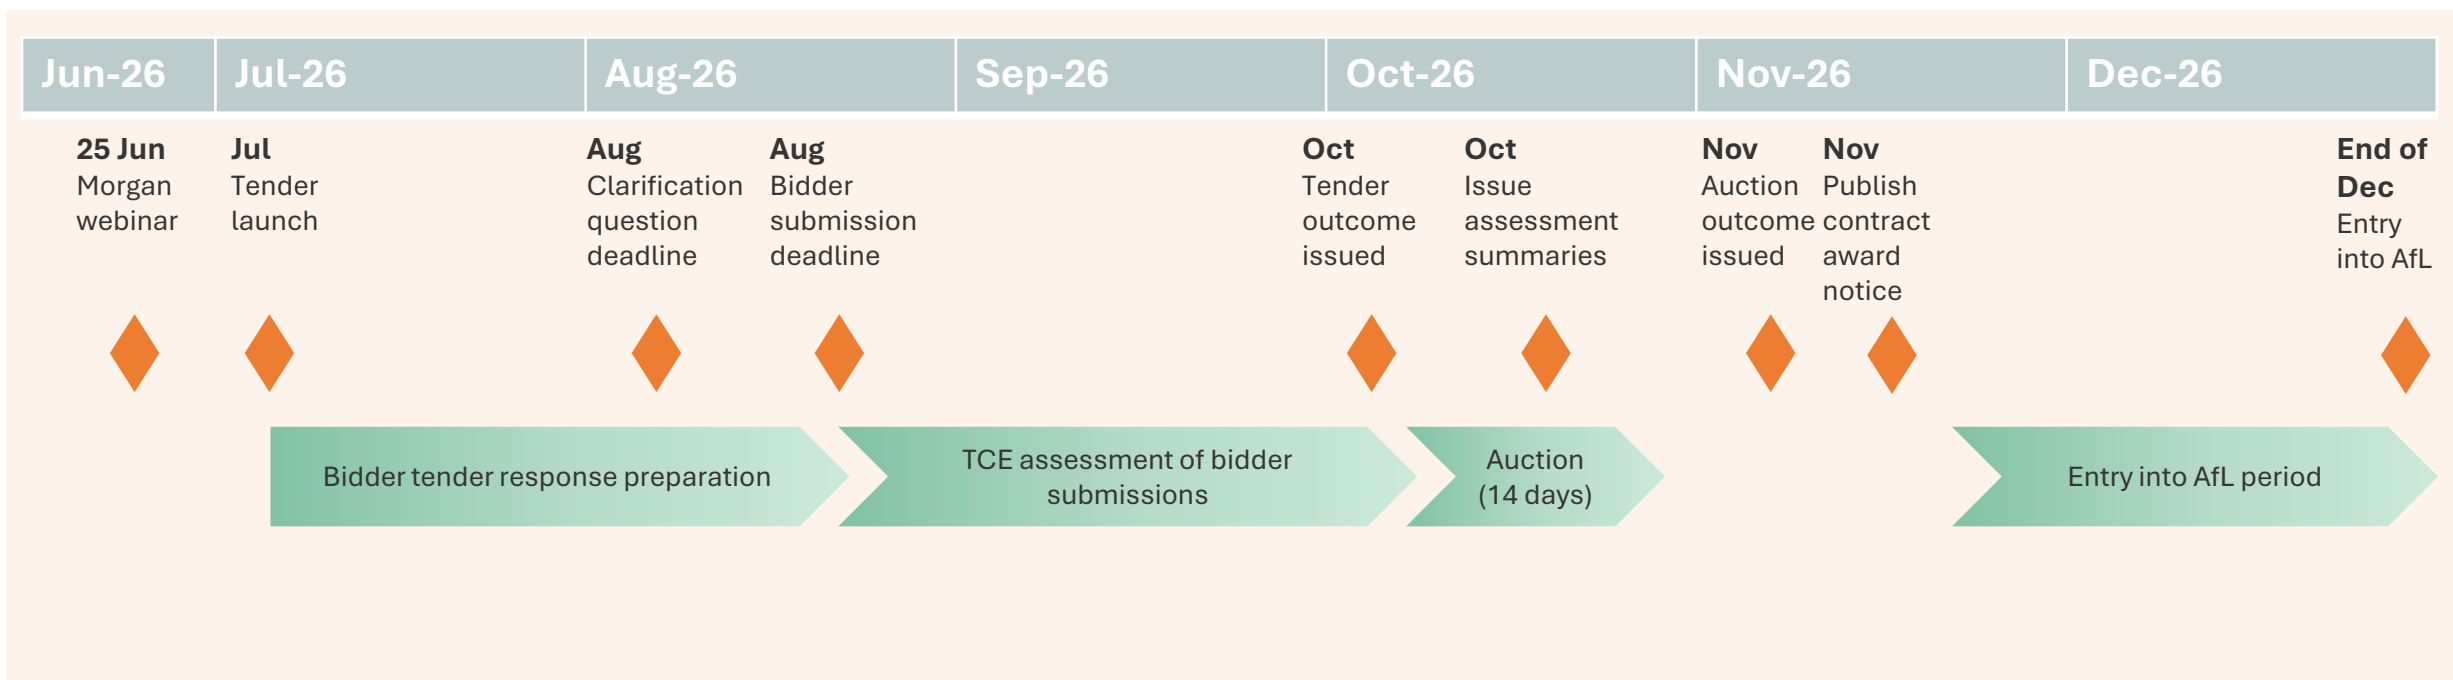 Jun-26
Jul-26
Aug-26
Sep-26
Oct-26
Nov-26
Dec-26
25 Jun
Morgan
webinar
Jul
Tender
launch
Aug
Clarification
question
deadline
Aug
Bidder
submission
deadline
Oct
Tender
outcome
issued
Oct
Issue
assessment
summaries
Nov
Auction
outcome
issued
Nov
Publish
contract
award
notice
End of
Dec
Entry
into AfL
Bidder tender response preparation
TCE assessment of bidder
submissions
Auction
(14 days)
Entry into AfL period